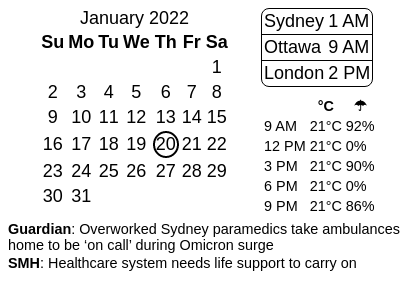 January 2022
Su Mo Tu We Th Fr Sa
1
2 3 4 5 6 7 8
9 10 11 12 13 14 15
16 17 18 19 20 21 22
23 24 25 26 27 28 29
30 31
Sydney 1 AM
Ottawa 9 AM
London 2 PM
°C ☂
9 AM 21°C 92%
12 PM 21°C 0%
3 PM 21°C 90%
6 PM 21°C 0%
9 PM 21°C 86%
Guardian: Overworked Sydney paramedics take ambulances
home to be ‘on call’ during Omicron surge
SMH: Healthcare system needs life support to carry on